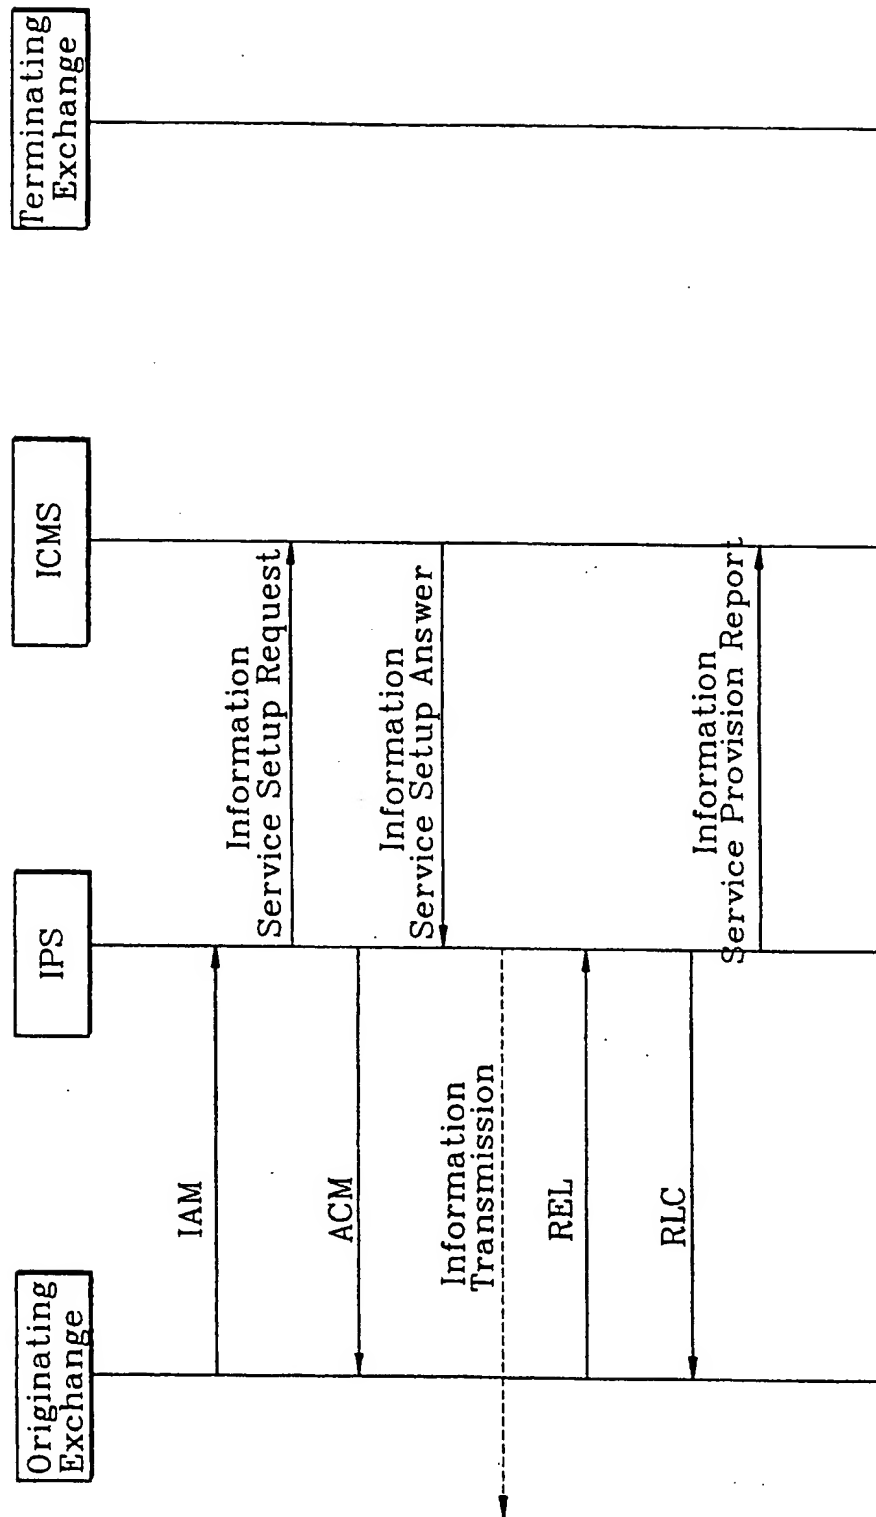 Originating
Exchange
IPS
ICMS
Terminating
Exchange
IAM
Information
Service Setup Request
ACM
Information
Service Setup Answer
Information
Transmission
REL
RLC
Information
Service Provision Report